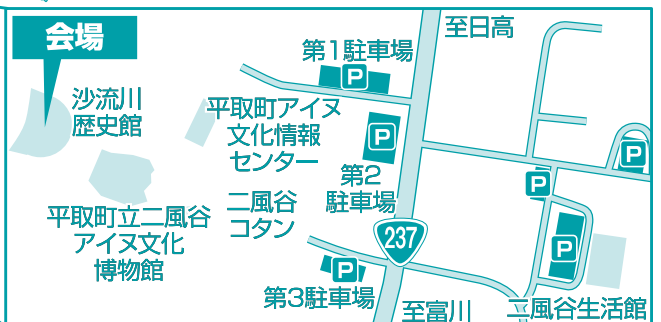 会場
至日高
第1駐車場
P
沙流川
歴史館
平取町アイヌ
文化情報
センター
P
第2
駐車場
P
P
平取町立二風谷
アイヌ文化
博物館
二風谷
コタン
237
P
P
第3駐車場
至富川
二風谷生活館